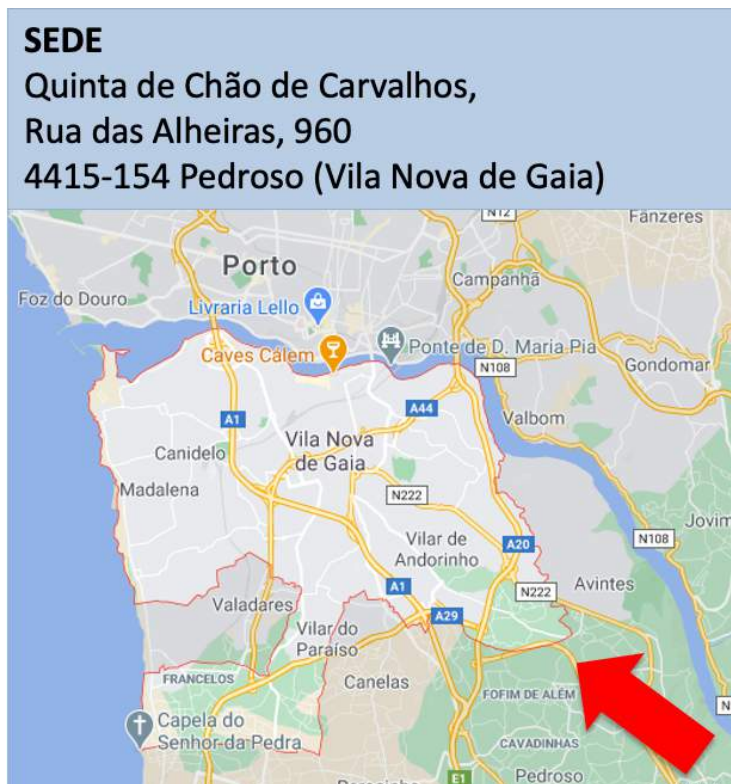 SEDE
Quinta de Chão de Carvalhos,
Rua das Alheiras, 960
4415-154 Pedroso (Vila Nova de Gaia)
N12
Fânzeres
Porto
Campanhã
Foz do Douro
Livraria Lello
Caves Cálem
Ponte de D. Maria Pia
N108
Gondomar
A1
A44
Valbom
Vila Nova
de Gaia
Canidelo
Madalena
N222
Jovim
N108
Vilar de
Andorinho
A20
Avintes
A1
N222
Valadares
A29
Vilar do
Paraíso
FRANCELOS
Canelas
FOFIM DE ALÉM
Capela do
Senhor da Pedra
CAVADINHAS
E1
Pedroso